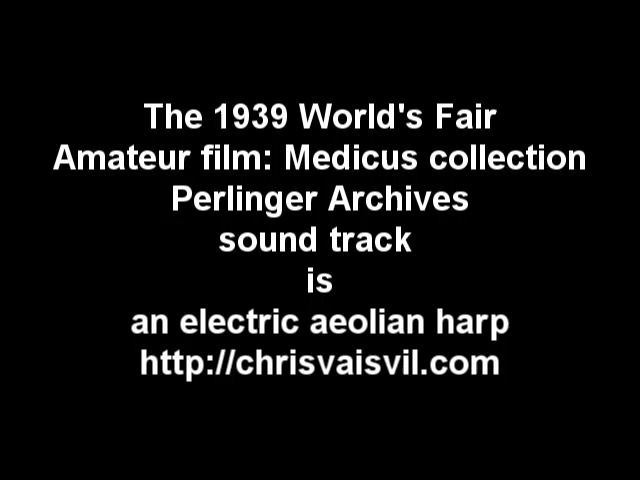 The 1939 World's Fair
Amateur film: Medicus collection
Perlinger Archives
sound track
is
an electric aeolian harp
http://chrisvaisvil.com